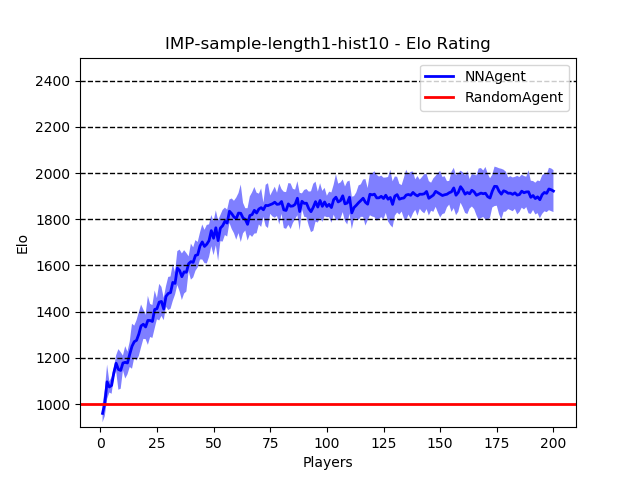 IMP-sample-length1-hist10 - Elo Rating
NNAgent
RandomAgent
2400
2200
2000
1800
1600
1400
1200
1000
Elo
0 25 50 75 100 125 150 175 200
Players